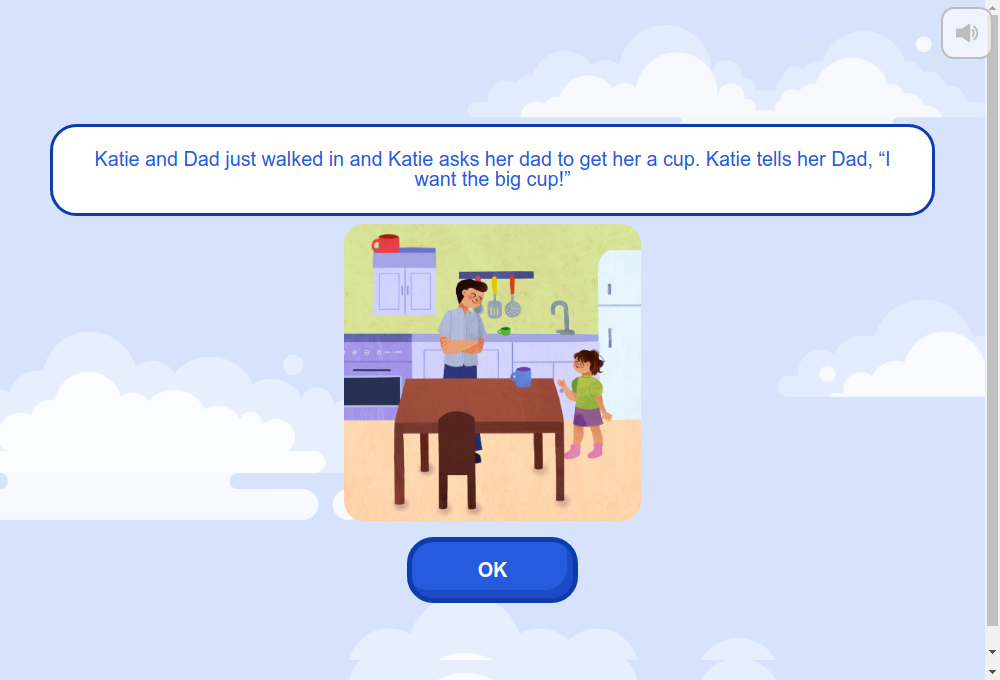 Katie and Dad just walked in and Katie asks her dad to get her a cup. Katie tells her Dad, “I
want the big cup!”
OK